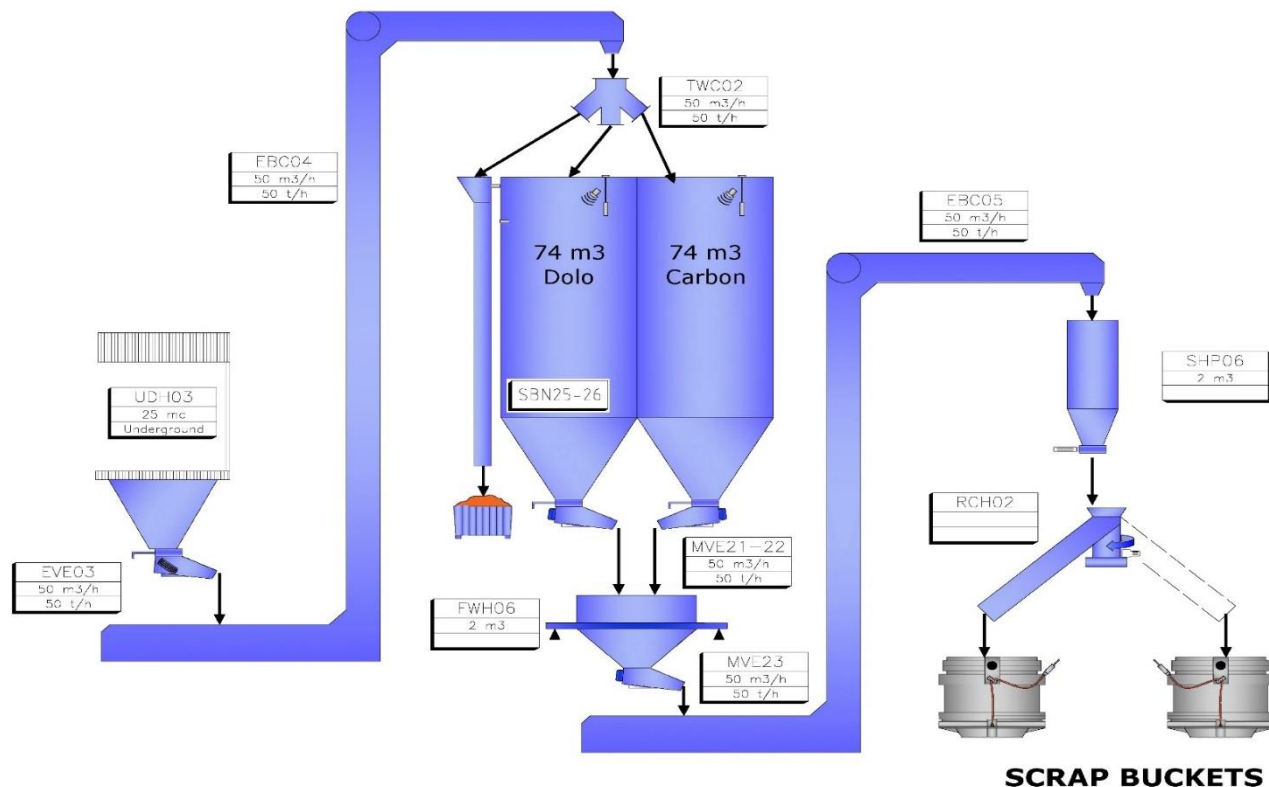 TWC02
50 m3/h
50 t/h
EBC04
50 m3/h
50 t/h
EBC05
50 m3/h
50 t/h
74 m3
Dolo
74 m3
Carbon
UDH03
25 mc
Underground
SBN25-26
SHP06
2 m3
RCH02
EVE03
50 m3/h
50 t/h
MVE21-22
50 m3/h
50 t/h
FWH06
2 m3
MVE23
50 m3/h
50 t/h
SCRAP BUCKETS